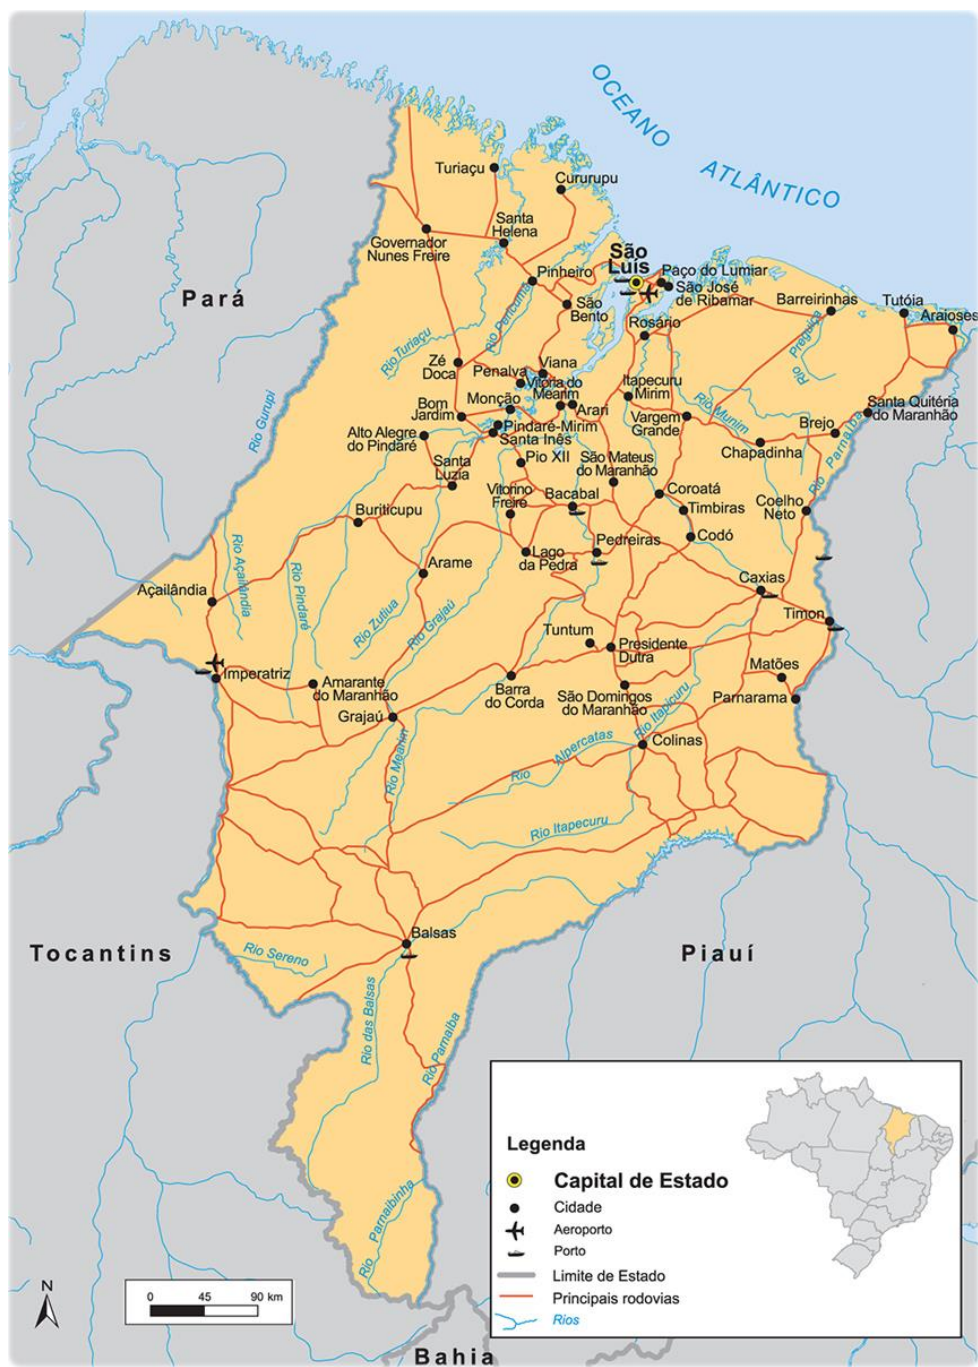 OCEANO
ATLÂNTICO
Turiaçu
Cururupu
Santa
Helena
Governador
Nunes Freire
São
Luís
Paço do Lumiar
São José
de Ribamar
Pinheiro
São
Bento
Barreirinhas
Tutóia
Araioses
Rosário
Pará
Rio Pericumã
Rio Turiaçu
Rio Preguiça
Zé
Doca
Penalva
Viana
Vitória do
Mearim
Itapecuru
Mirim
Rio Gurupi
Bom
Jardim
Monção
Arari
Vargem
Grande
Rio Munim
Santa Quitéria
do Maranhão
Brejo
Rio Parnaíba
Alto Alegre
do Pindaré
Pindaré-Mirim
Santa Inês
Chapadinha
Pio XII
São Mateus
do Maranhão
Santa
Luzia
Vitorino
Freire
Bacabal
Coroatá
Timbiras
Coelho
Neto
Buriticupu
Codó
Lago
da Pedra
Pedreiras
Arame
Rio Açailândia
Rio Pindaré
Rio Zutiua
Rio Grajaú
Açailândia
Caxias
Timon
Tuntum
Presidente
Dutra
Matões
Imperatriz
Amarante
do Maranhão
Barra
do Corda
São Domingos
do Maranhão
Parnarama
Grajaú
Rio Itapicuru
Colinas
Rio Mearim
Rio Alpercatas
Rio Itapecuru
Balsas
Tocantins
Rio Sereno
Piauí
Rio das Balsas
Rio Parnaíba
Rio Parnaibinha
Legenda
Capital de Estado
Cidade
Aeroporto
Porto
Limite de Estado
Principais rodovias
Rios
N
0 45 90 km
Bahia